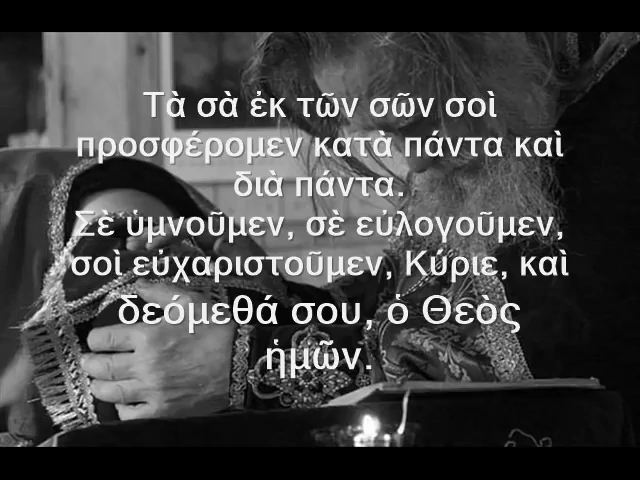 Τὰ σὰ ἐκ τῶν σῶν σοὶ
προσφέρομεν κατὰ πάντα καὶ
διὰ πάντα.
Σὲ ὑμνοῦμεν, σὲ εὐλογοῦμεν,
σοὶ εὐχαριστοῦμεν, Κύριε, καὶ
δεόμεθά σου, ὁ Θεὸς
ἡμῶν.